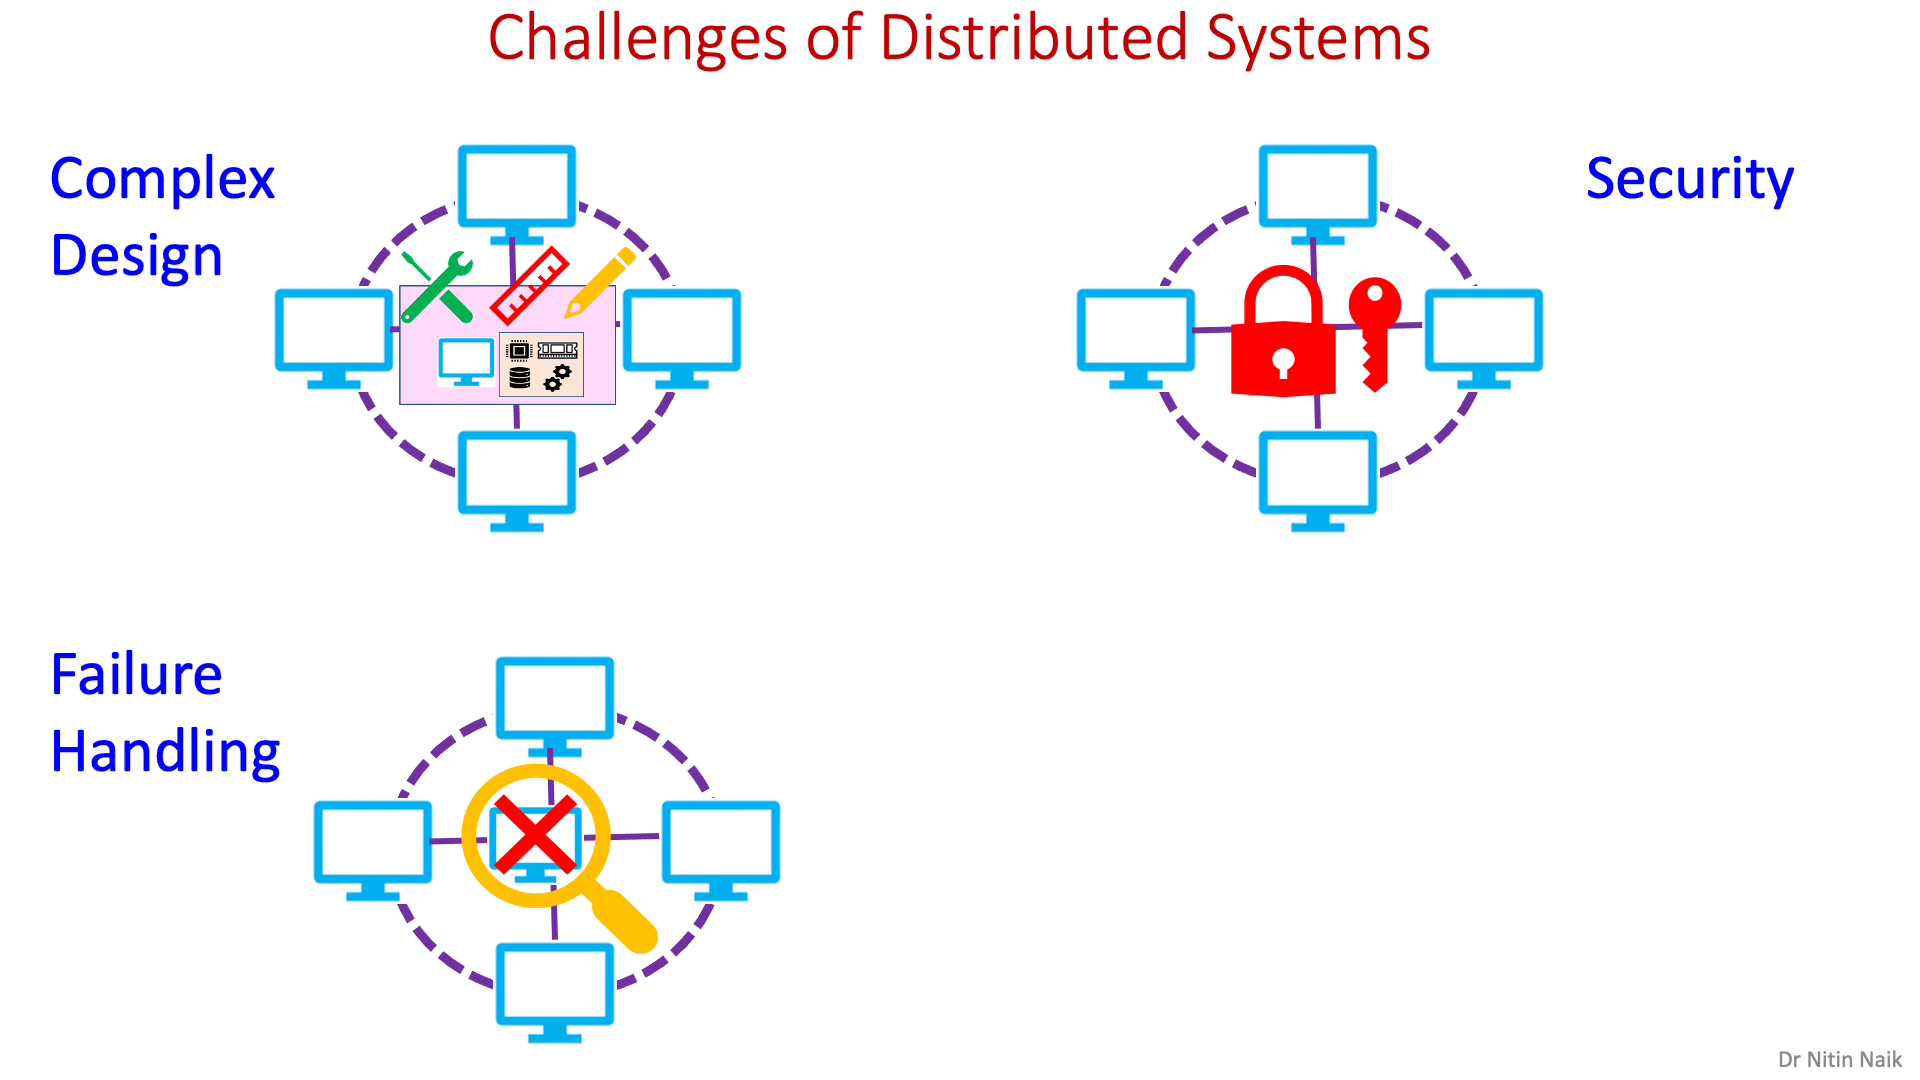 Challenges of Distributed Systems
Complex
Design
Security
Failure
Handling
Dr Nitin Naik